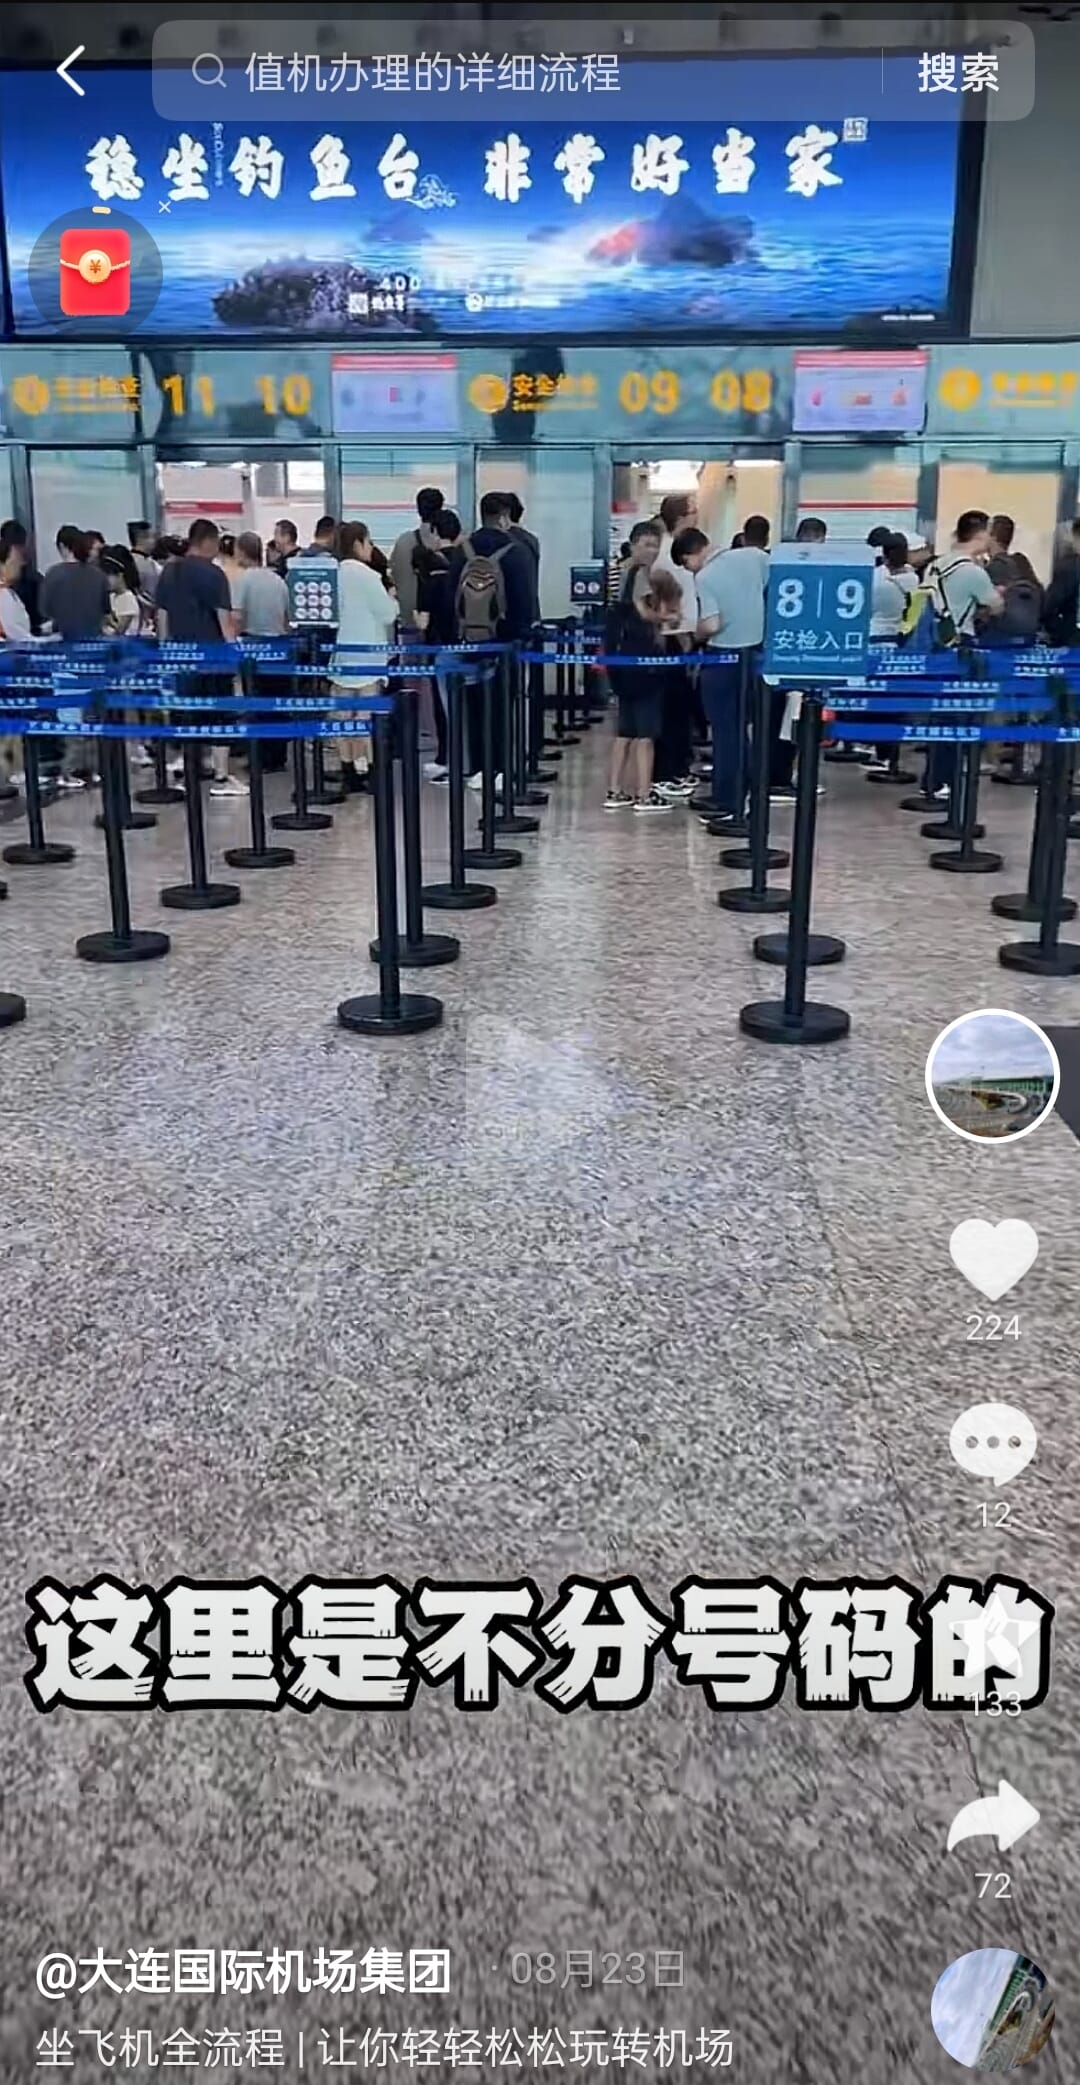 值机办理的详细流程
搜索
稳坐钓鱼台 非常好当家
400
11 10
安全检查 09 08
8|9
安检入口
224
12
这里是不分号码的
133
72
@大连国际机场集团 · 08月23日
坐飞机全流程 | 让你轻轻松松玩转机场